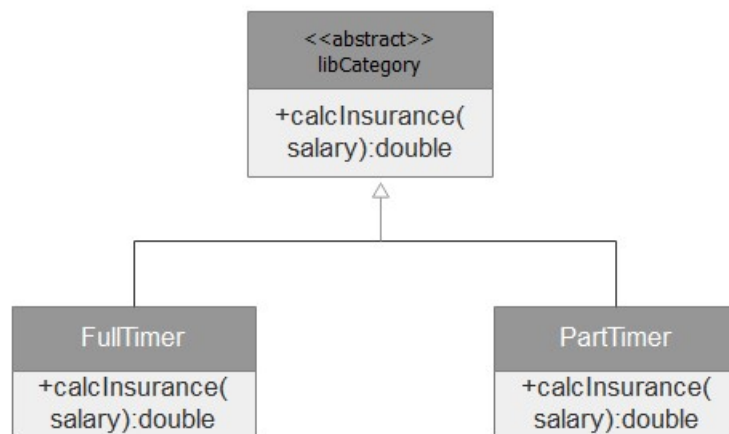 <<abstract>>
libCategory
+calcInsurance(
salary):double
FullTimer
+calcInsurance(
salary):double
PartTimer
+calcInsurance(
salary):double